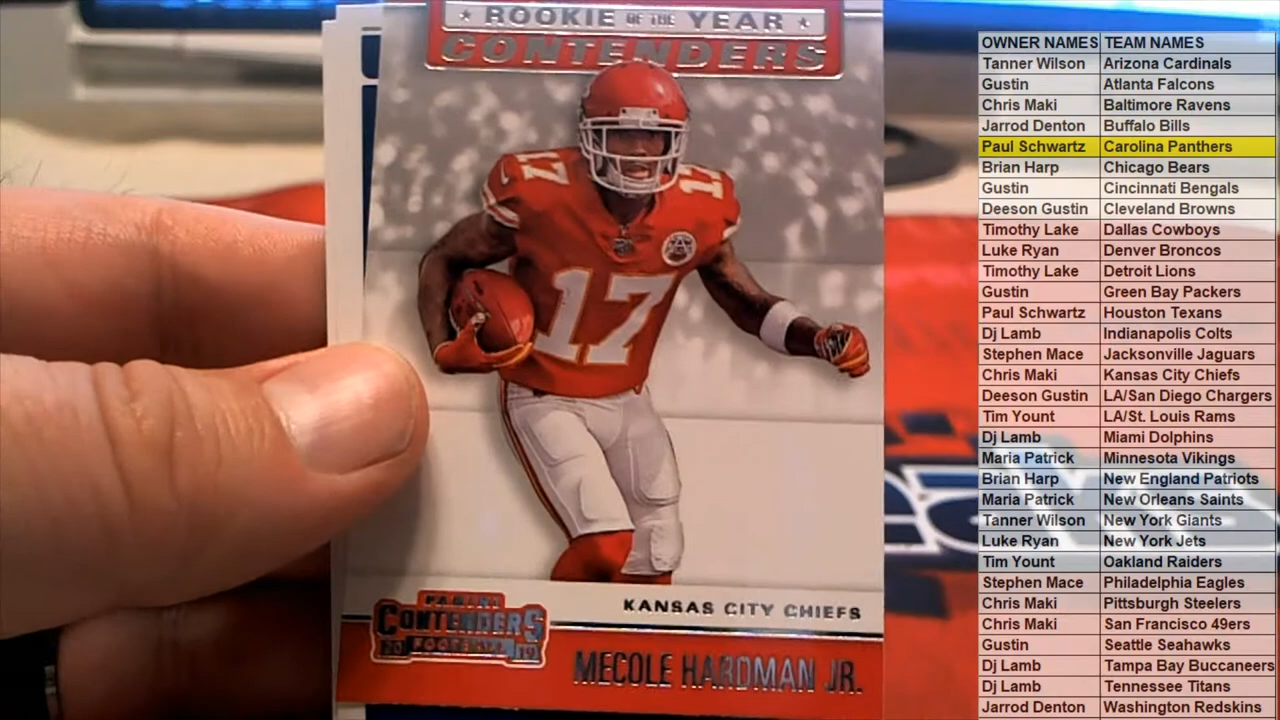 ★ ROOKIE OF THE YEAR ★
CONTENDERS
17
17
17
KANSAS CITY CHIEFS
PANINI
CONTENDERS
20 FOOTBALL 19
MECOLE HARDMAN JR.
OWNER NAMES TEAM NAMES
Tanner Wilson Arizona Cardinals
Gustin Atlanta Falcons
Chris Maki Baltimore Ravens
Jarrod Denton Buffalo Bills
Paul Schwartz Carolina Panthers
Brian Harp Chicago Bears
Gustin Cincinnati Bengals
Deeson Gustin Cleveland Browns
Timothy Lake Dallas Cowboys
Luke Ryan Denver Broncos
Timothy Lake Detroit Lions
Gustin Green Bay Packers
Paul Schwartz Houston Texans
Dj Lamb Indianapolis Colts
Stephen Mace Jacksonville Jaguars
Chris Maki Kansas City Chiefs
Deeson Gustin LA/San Diego Chargers
Tim Yount LA/St. Louis Rams
Dj Lamb Miami Dolphins
Maria Patrick Minnesota Vikings
Brian Harp New England Patriots
Maria Patrick New Orleans Saints
Tanner Wilson New York Giants
Luke Ryan New York Jets
Tim Yount Oakland Raiders
Stephen Mace Philadelphia Eagles
Chris Maki Pittsburgh Steelers
Chris Maki San Francisco 49ers
Gustin Seattle Seahawks
Dj Lamb Tampa Bay Buccaneers
Dj Lamb Tennessee Titans
Jarrod Denton Washington Redskins